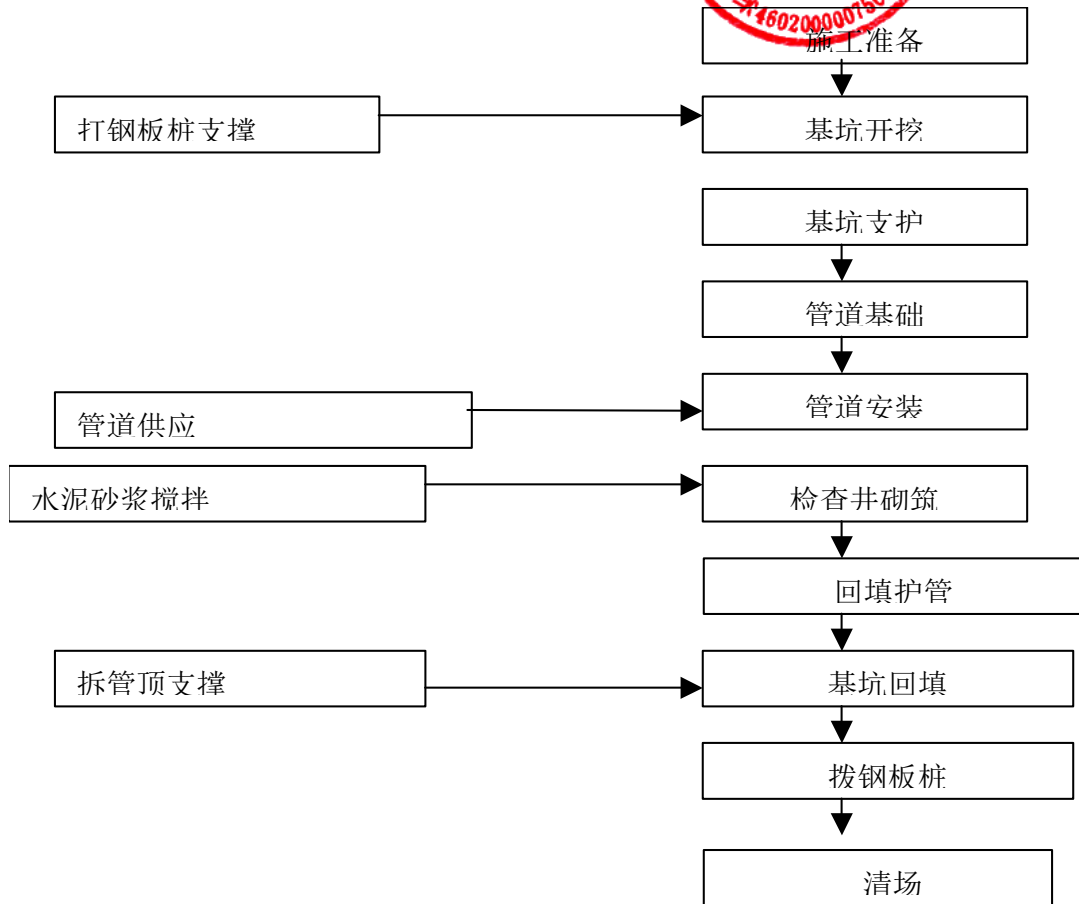 施工准备
打钢板桩支撑
基坑开挖
基坑支护
管道基础
管道供应
管道安装
水泥砂浆搅拌
检查井砌筑
回填护管
拆管顶支撑
基坑回填
拨钢板桩
清场